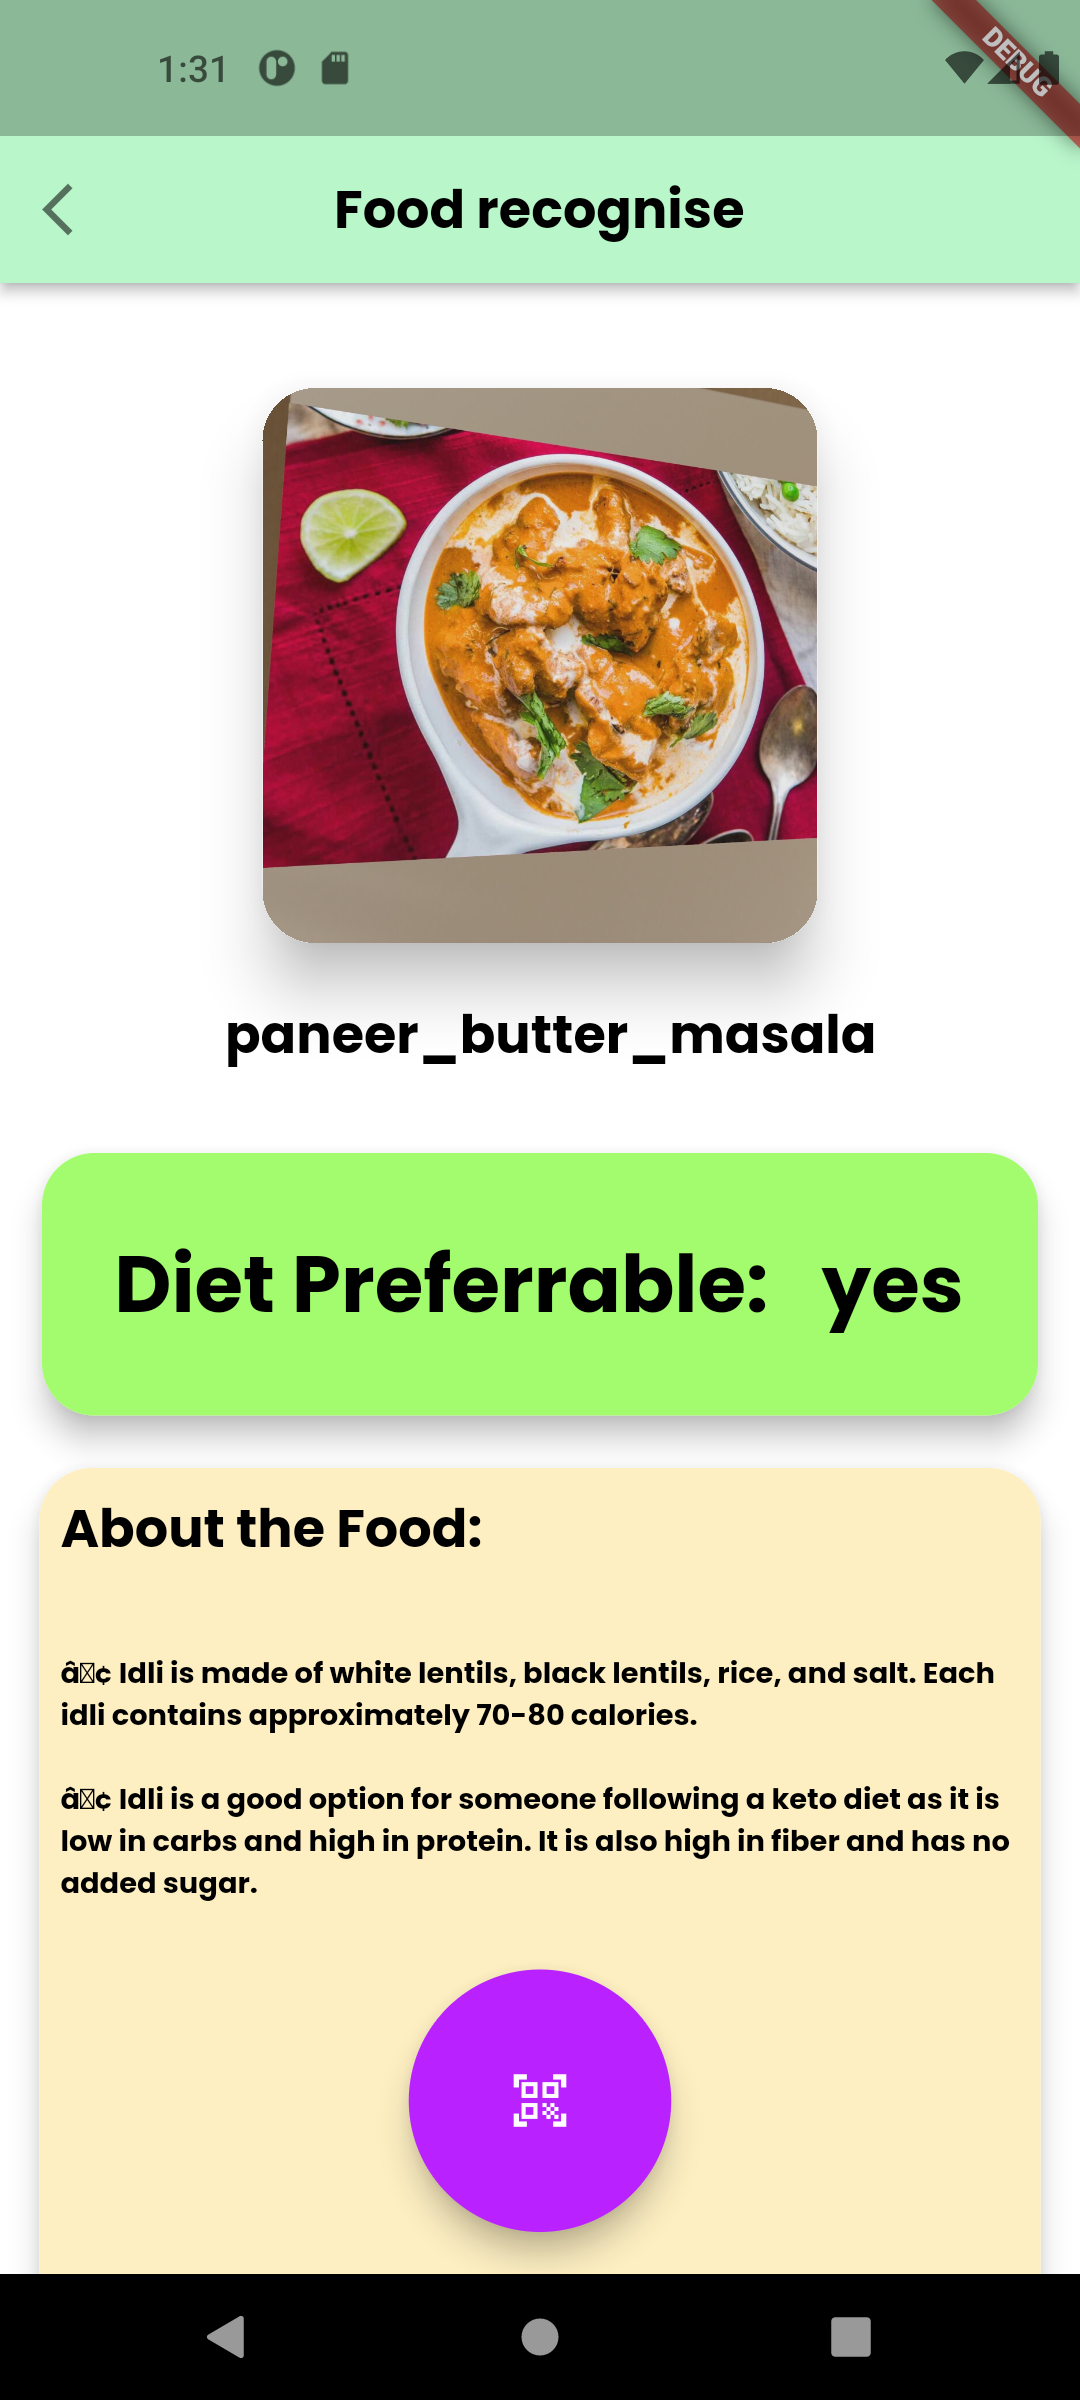 1:31
DEBUG
Food recognise
paneer_butter_masala
Diet Preferrable: yes
About the Food:
â¢ Idli is made of white lentils, black lentils, rice, and salt. Each
idli contains approximately 70-80 calories.
â¢ Idli is a good option for someone following a keto diet as it is
low in carbs and high in protein. It is also high in fiber and has no
added sugar.